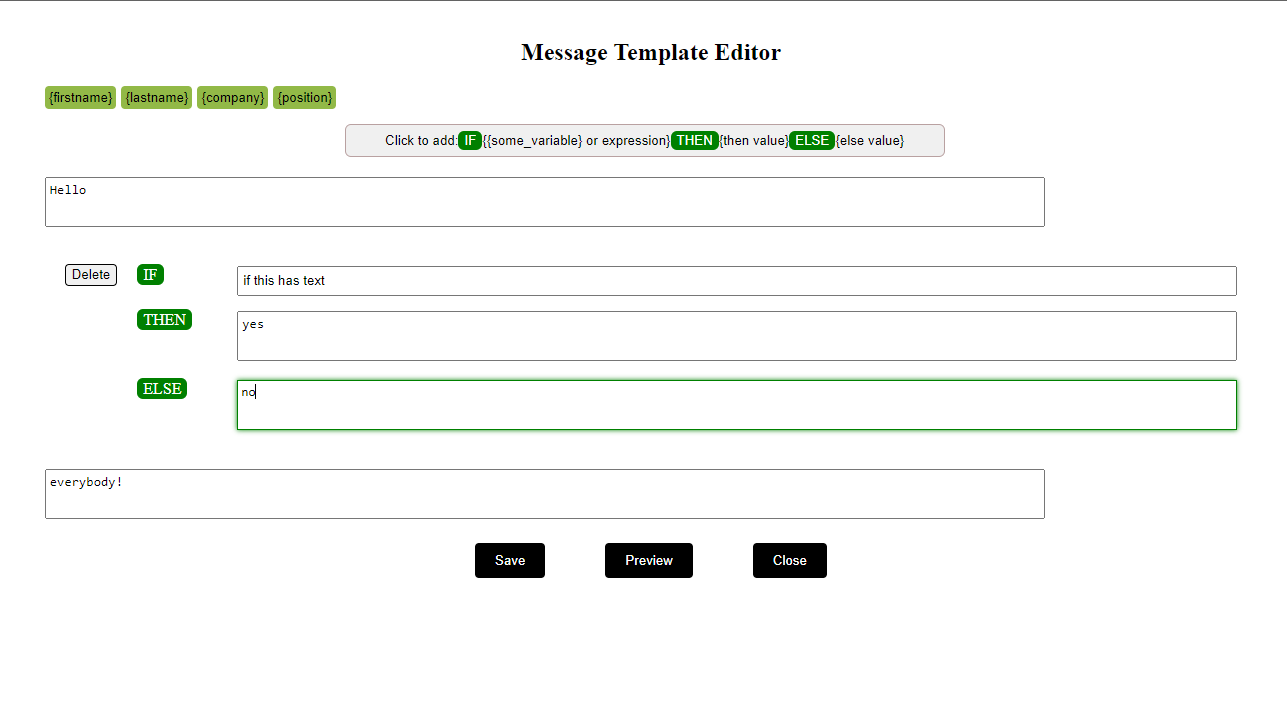 Message Template Editor
{firstname} {lastname} {company} {position}
Click to add: IF {{some_variable} or expression} THEN {then value} ELSE {else value}
Hello
Delete IF if this has text
THEN yes
ELSE no
everybody!
Save Preview Close